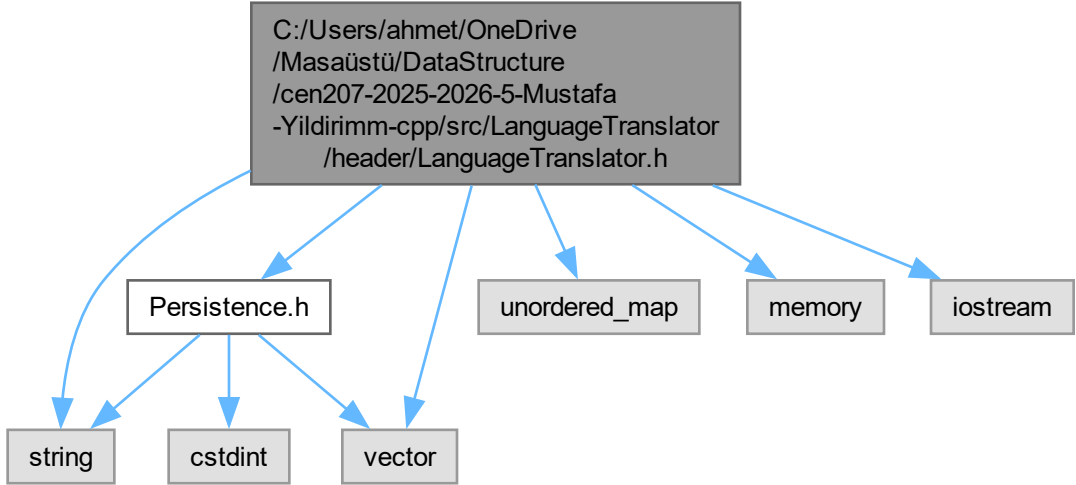 C:/Users/ahmet/OneDrive
/Masaüstü/DataStructure
/cen207-2025-2026-5-Mustafa
-Yildirimm-cpp/src/LanguageTranslator
/header/LanguageTranslator.h
Persistence.h
unordered_map
memory
iostream
string
cstdint
vector